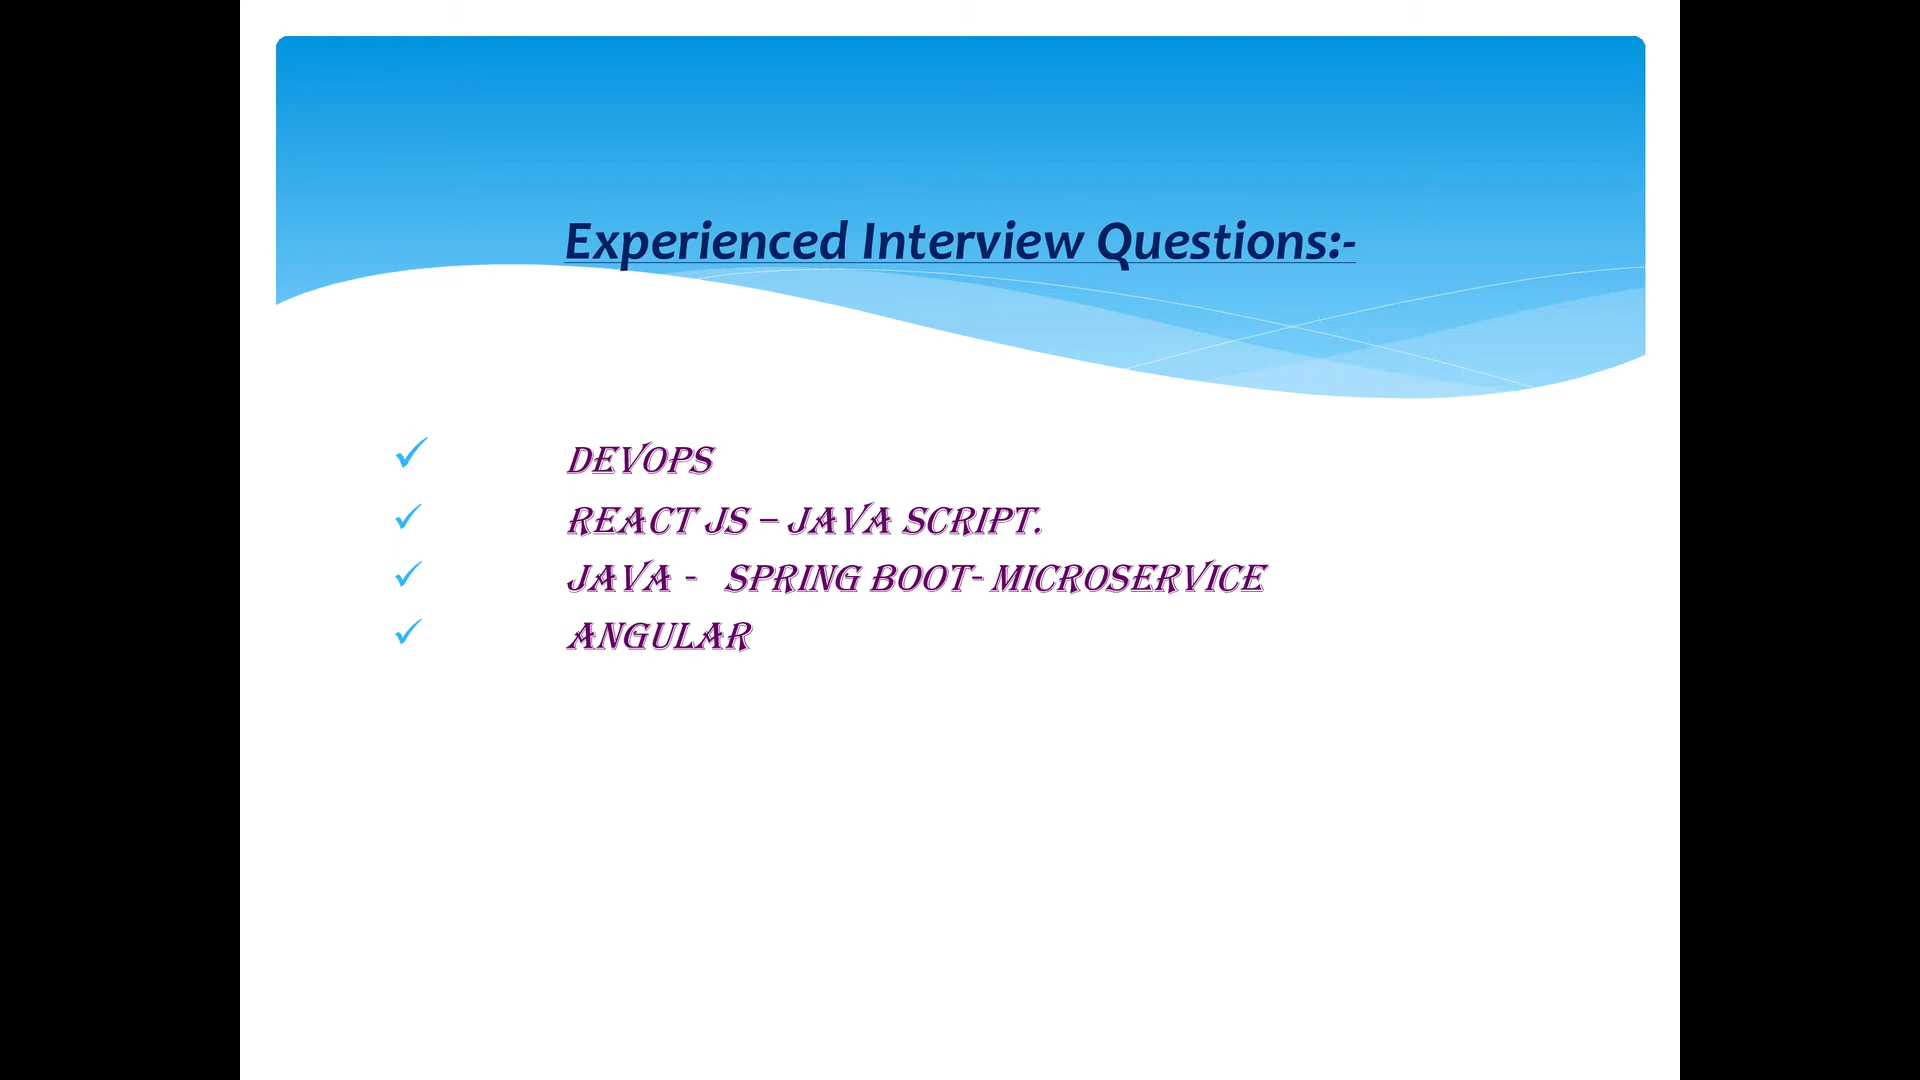 Experienced Interview Questions:-
DEVOPS
REACT JS – JAVA SCRIPT.
JAVA - SPRING BOOT- MICROSERVICE
ANGULAR